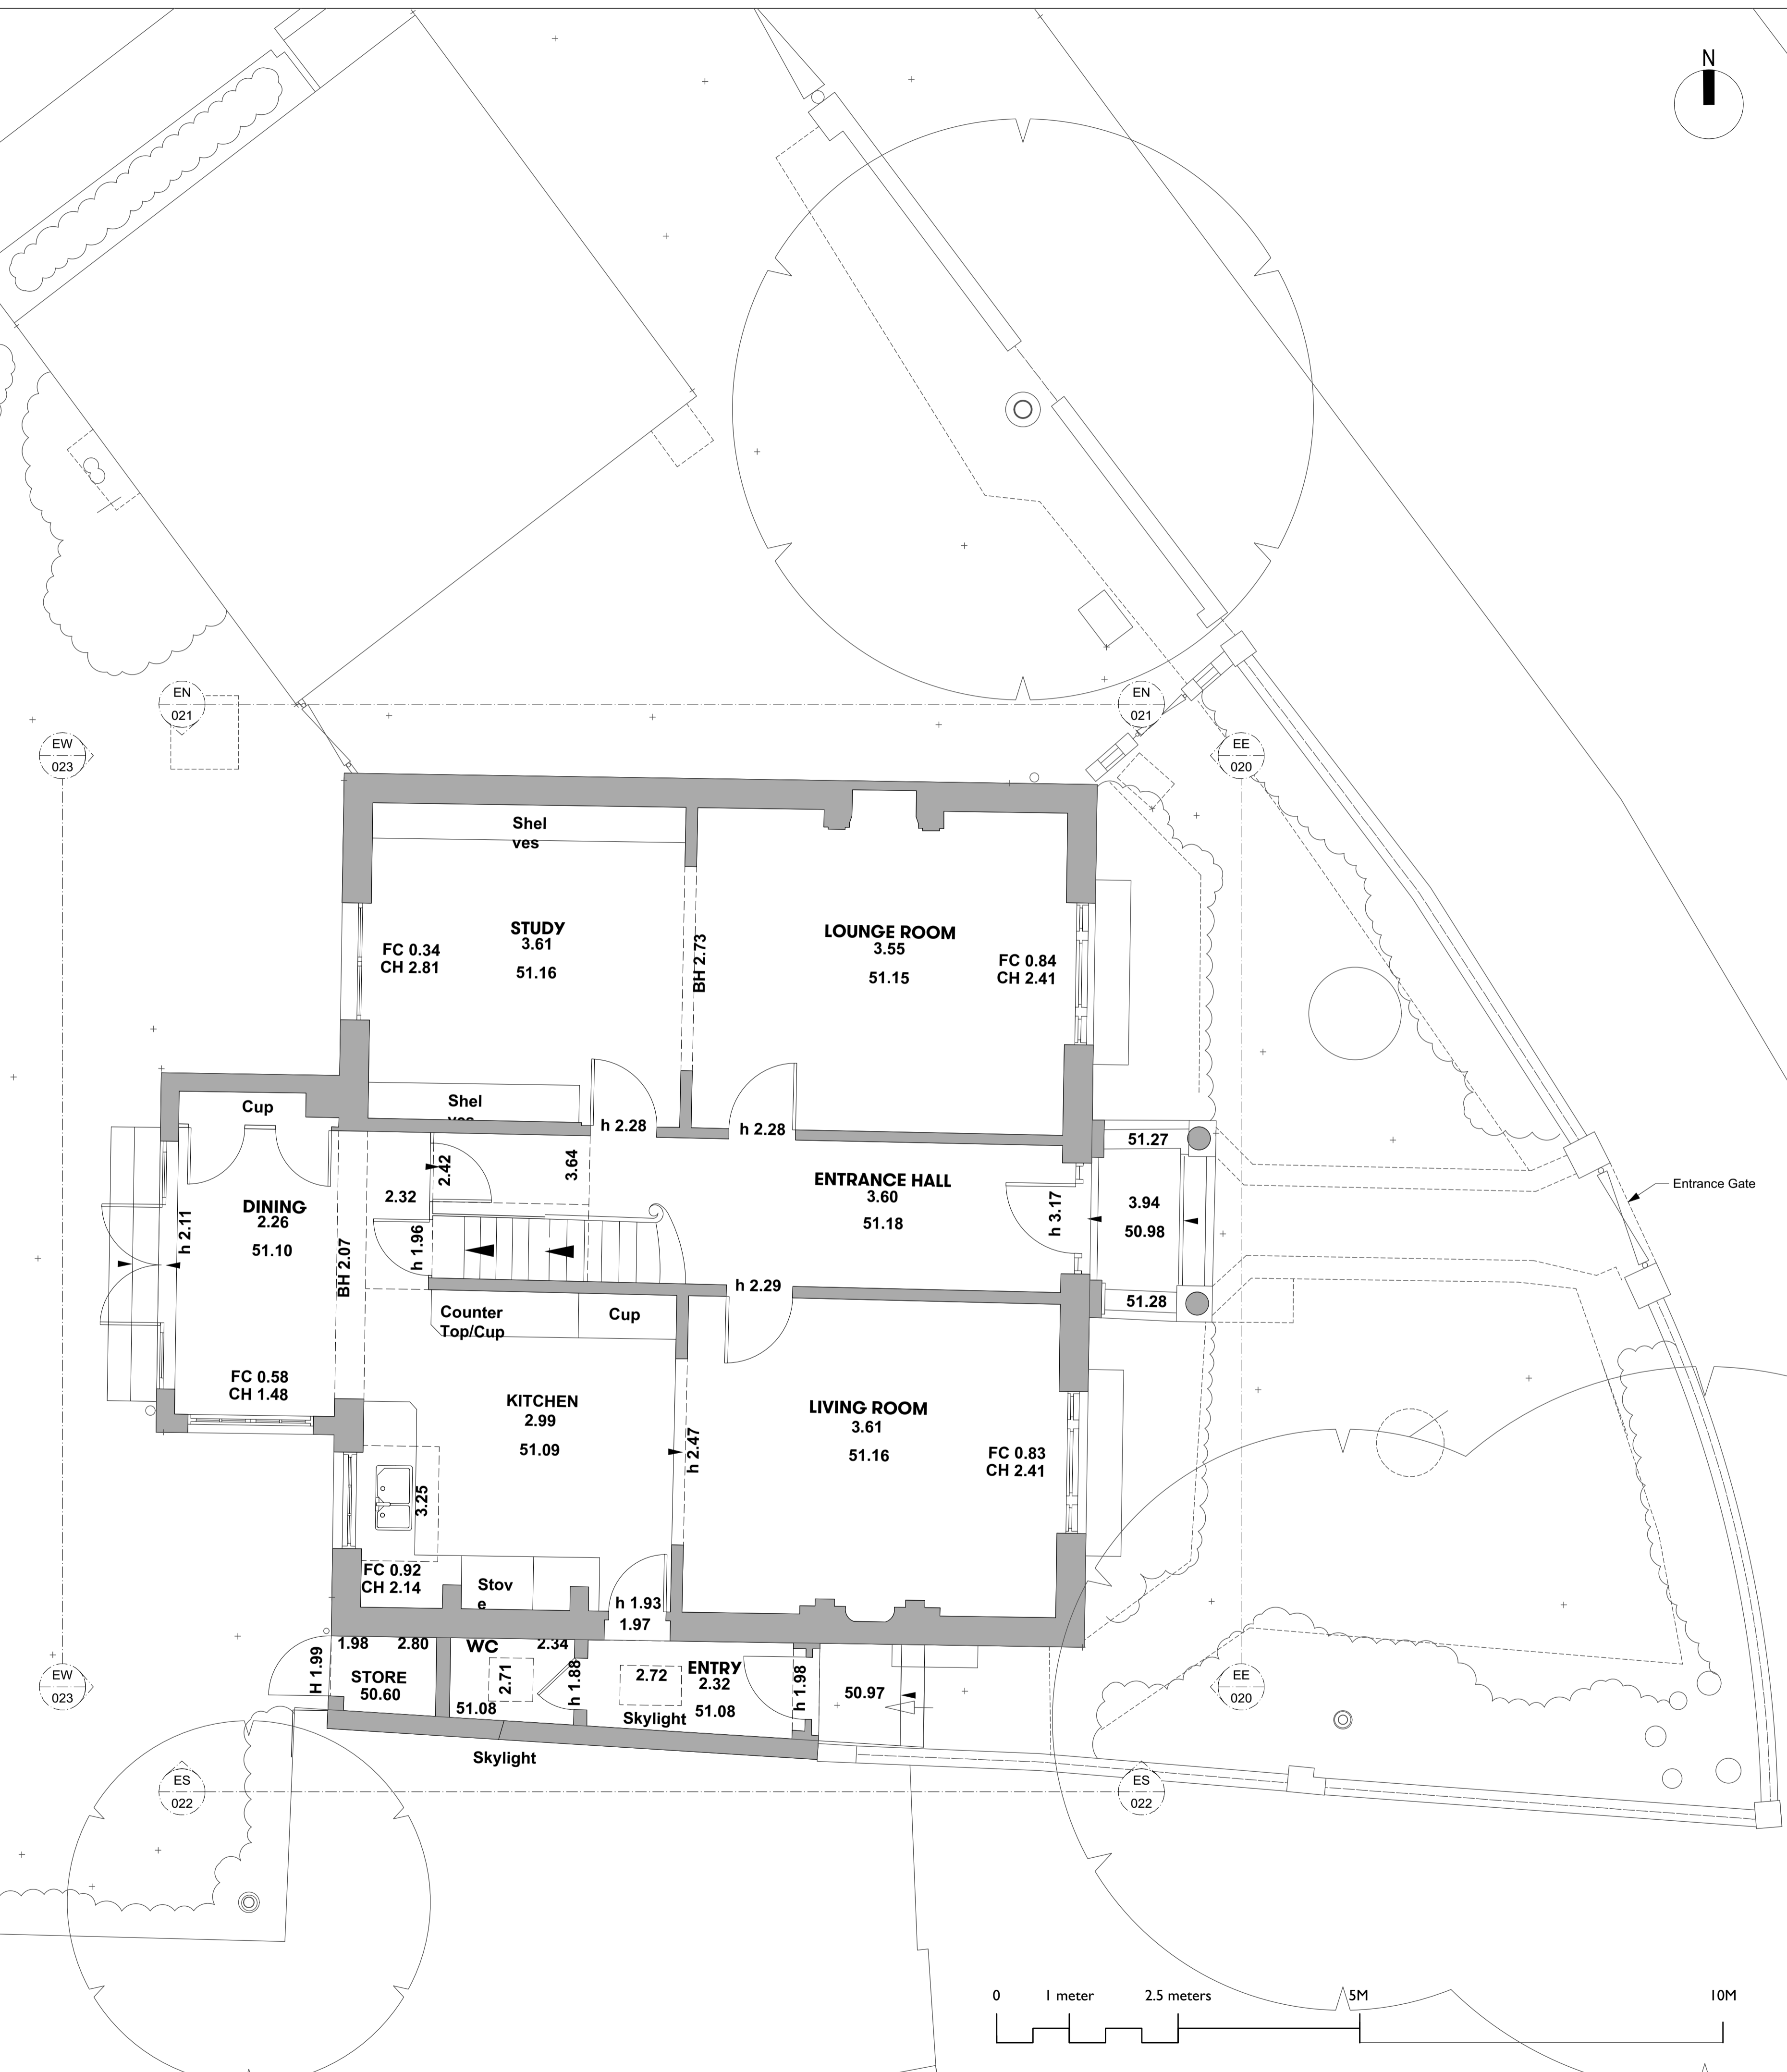 N
EN
021
EN
021
EW
023
EE
020
Shel
ves
STUDY
3.61
51.16
FC 0.34
CH 2.81
BH 2.73
LOUNGE ROOM
3.55
51.15
FC 0.84
CH 2.41
Cup
Shel
ves
h 2.28
h 2.28
2.42
3.64
2.32
h 1.96
DINING
2.26
51.10
h 2.11
BH 2.07
ENTRANCE HALL
3.60
51.18
h 3.17
51.27
3.94
50.98
51.28
Entrance Gate
h 2.29
Counter
Top/Cup
Cup
FC 0.58
CH 1.48
KITCHEN
2.99
51.09
h 2.47
LIVING ROOM
3.61
51.16
FC 0.83
CH 2.41
3.25
FC 0.92
CH 2.14
Stov
e
h 1.93
1.97
H 1.99
1.98
2.80
STORE
50.60
WC
2.34
2.71
51.08
h 1.88
2.72
ENTRY
2.32
51.08
Skylight
h 1.98
50.97
Skylight
EW
023
EE
020
ES
022
ES
022
0
1 meter
2.5 meters
5M
10M